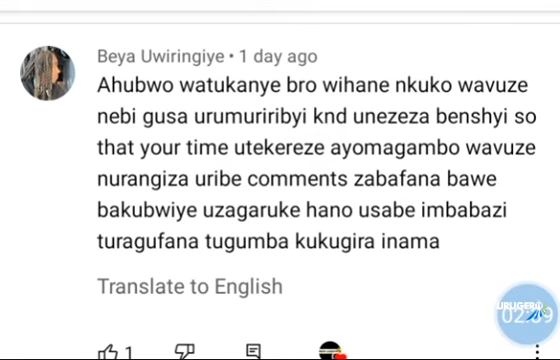 Beya Uwiringiye • 1 day ago
Ahubwo watukanye bro wihane nkuko wavuze
nebi gusa urumuriribyi knd unezeza benshyi so
that your time utekereze ayomagambo wavuze
nurangiza uribe comments zabafana bawe
bakubwiye uzagaruke hano usabe imbabazi
turagufana tugumba kukugira inama
Translate to English
1